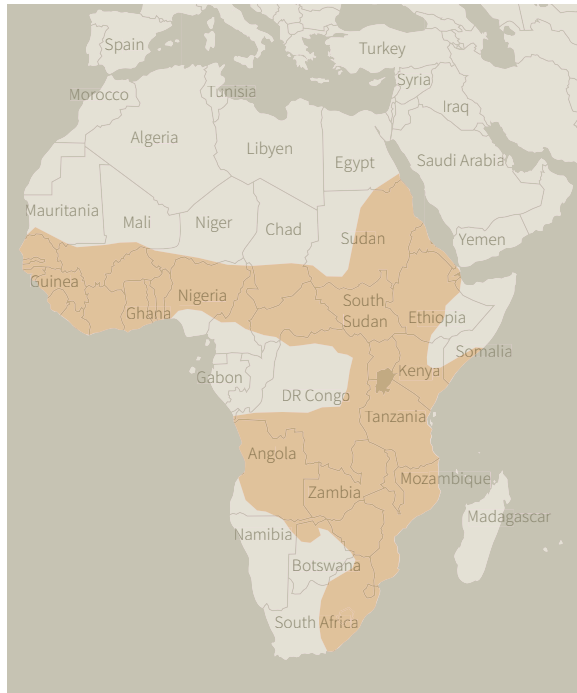 Spain
Turkey
Syria
Morocco
Tunisia
Iraq
Algeria
Libyen
Egypt
Saudi Arabia
Mauritania
Mali
Niger
Chad
Sudan
Yemen
Guinea
Nigeria
Ghana
South
Sudan
Ethiopia
Somalia
Gabon
Kenya
DR Congo
Tanzania
Angola
Mozambique
Zambia
Madagascar
Namibia
Botswana
South Africa